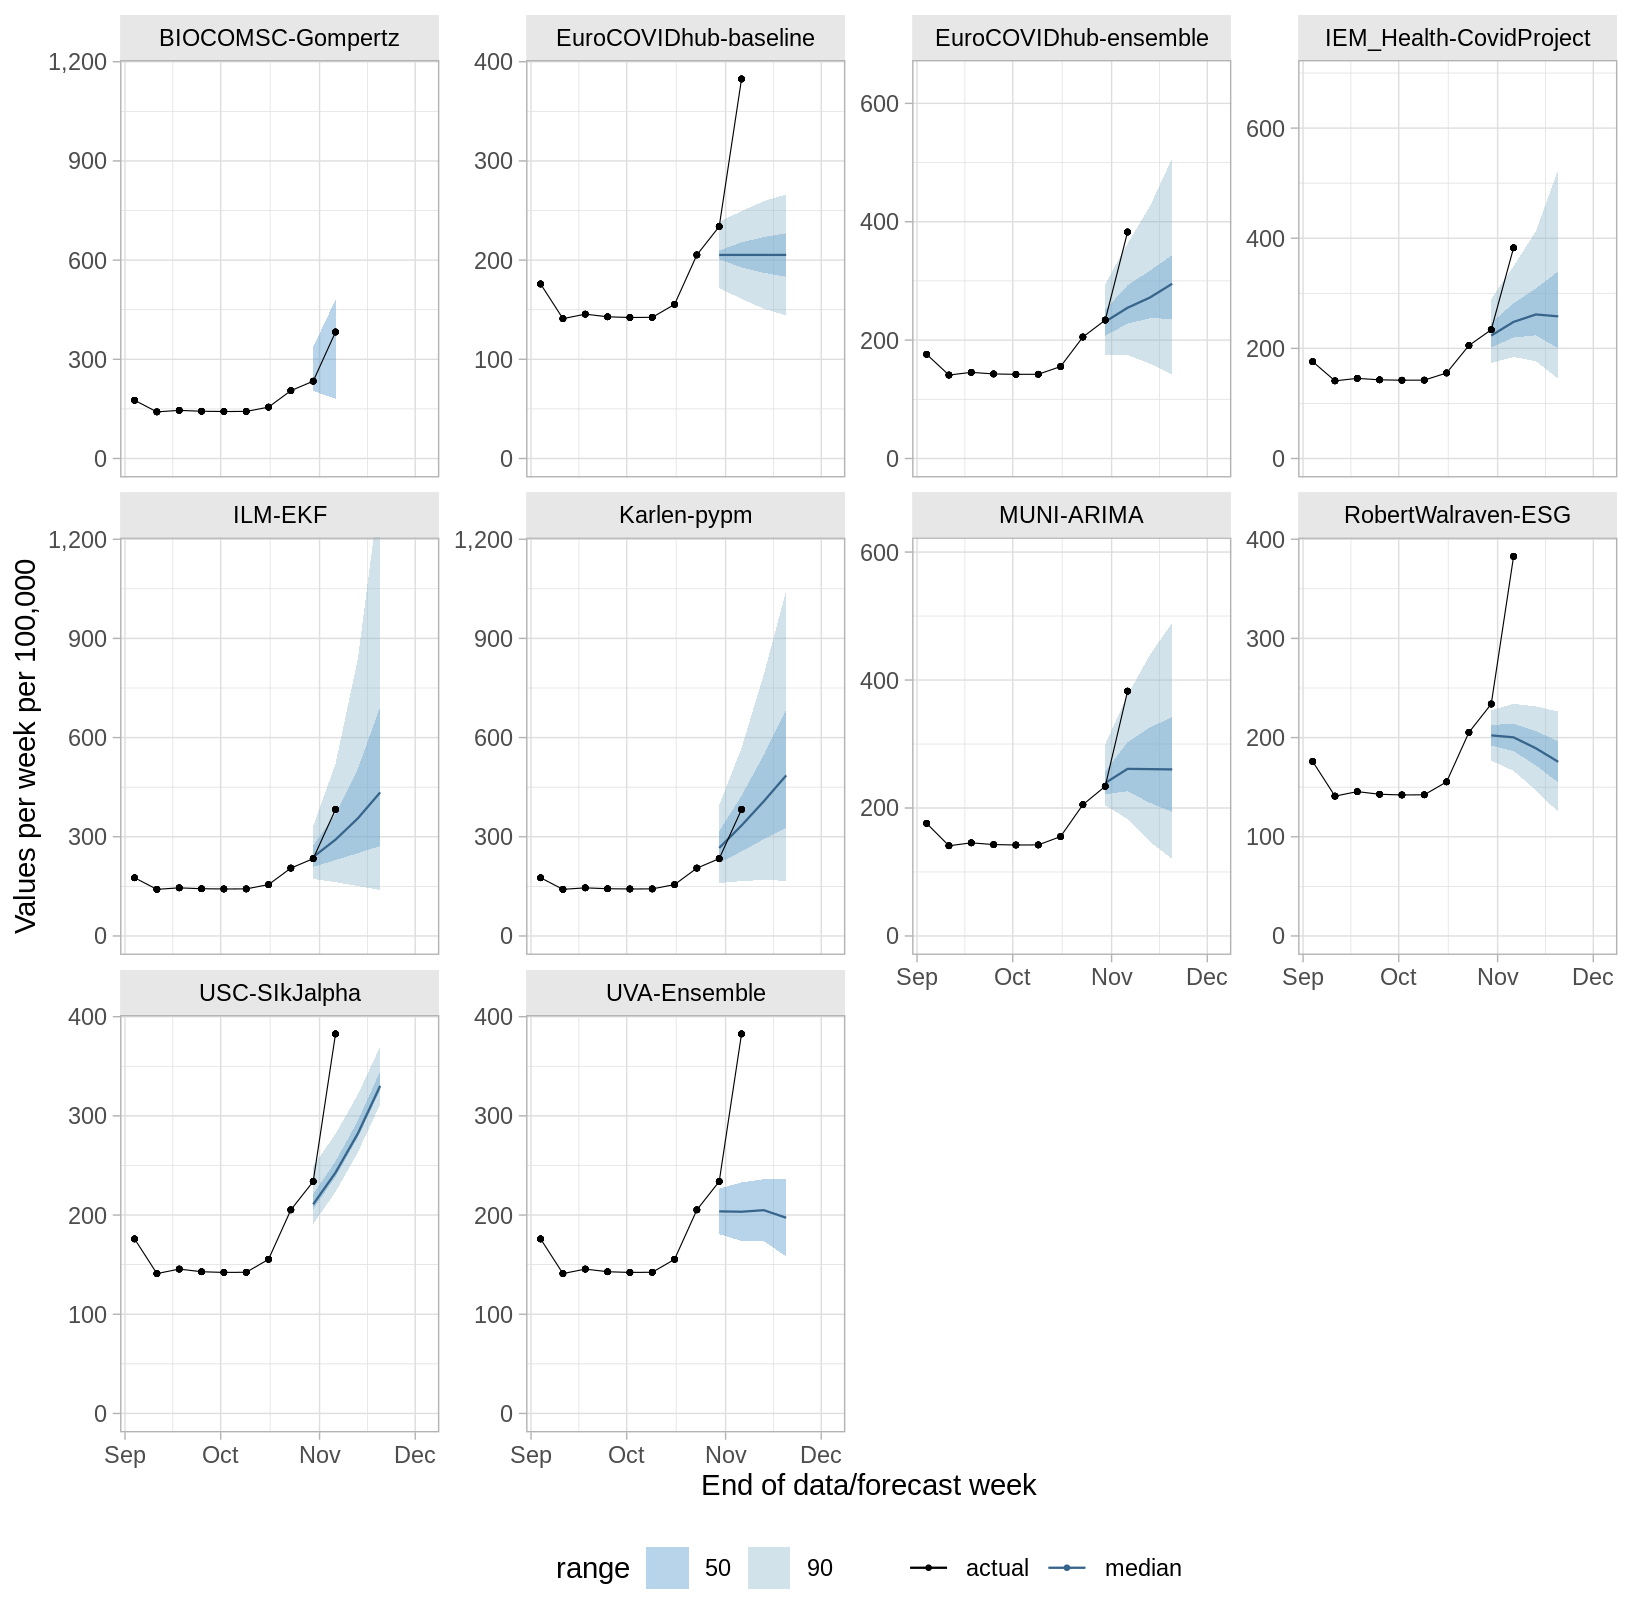 BIOCOMSC-Gompertz
EuroCOVIDhub-baseline
EuroCOVIDhub-ensemble
IEM_Health-CovidProject
1,200
900
600
300
0
400
300
200
100
0
600
400
200
0
600
400
200
0
ILM-EKF
Karlen-pypm
MUNI-ARIMA
RobertWalraven-ESG
1,200
900
600
300
0
1,200
900
600
300
0
600
400
200
0
400
300
200
100
0
Sep Oct Nov Dec
Sep Oct Nov Dec
USC-SIkJalpha
UVA-Ensemble
400
300
200
100
0
400
300
200
100
0
Sep Oct Nov Dec
Sep Oct Nov Dec
Values per week per 100,000
End of data/forecast week
range 50 90 actual median